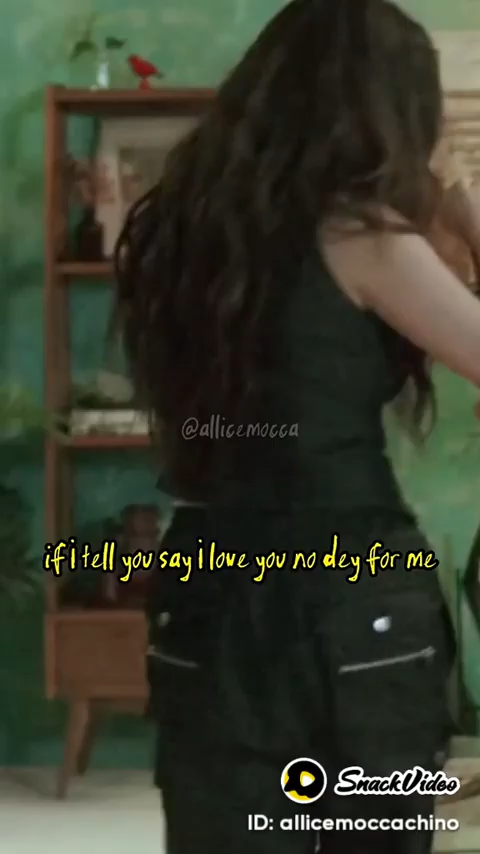 @allicemocca
if i tell you say i love you no dey for me
SnackVideo
ID: allicemoccachino